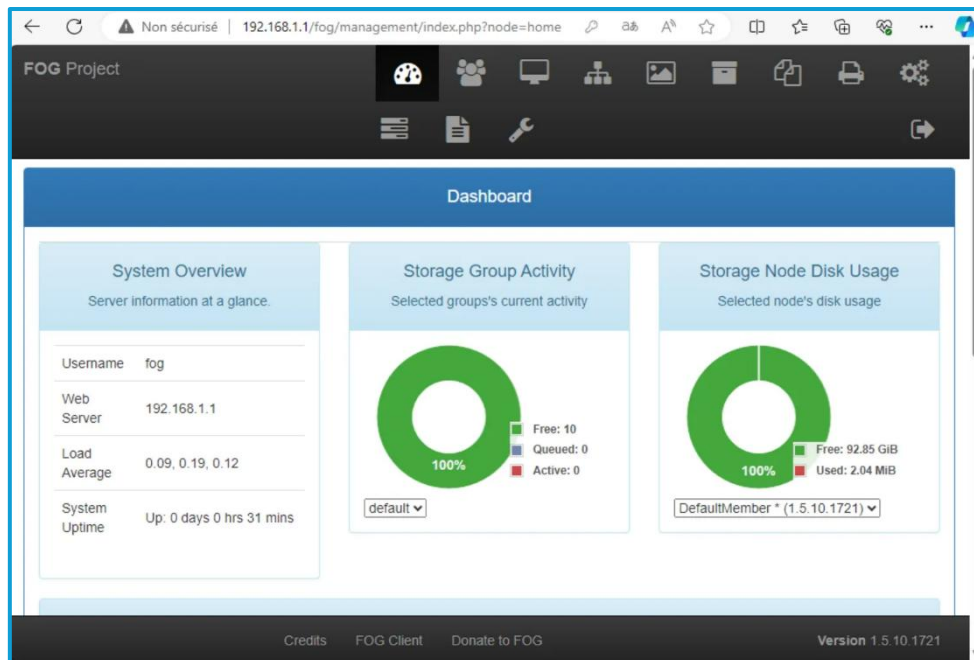 Non sécurisé | 192.168.1.1/fog/management/index.php?node=home
FOG Project
Dashboard
System Overview
Server information at a glance.
Username fog
Web Server 192.168.1.1
Load Average 0.09, 0.19, 0.12
System Uptime Up: 0 days 0 hrs 31 mins
Storage Group Activity
Selected groups's current activity
100%
Free: 10
Queued: 0
Active: 0
default
Storage Node Disk Usage
Selected node's disk usage
100%
Free: 92.85 GiB
Used: 2.04 MiB
DefaultMember * (1.5.10.1721)
Credits FOG Client Donate to FOG Version 1.5.10.1721